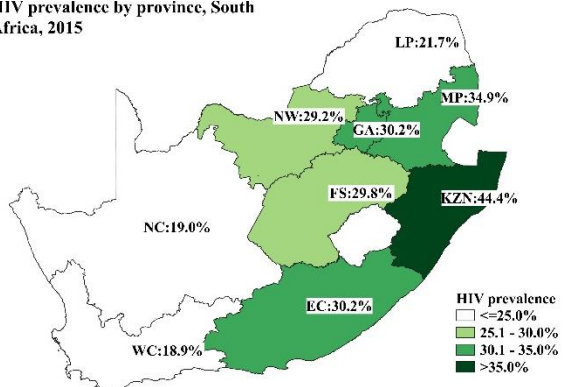 HIV prevalence by province, South
Africa, 2015
LP:21.7%
MP:34.9%
NW:29.2%
GA:30.2%
FS:29.8%
KZN:44.4%
NC:19.0%
EC:30.2%
WC:18.9%
HIV prevalence
<=25.0%
25.1 - 30.0%
30.1 - 35.0%
>35.0%